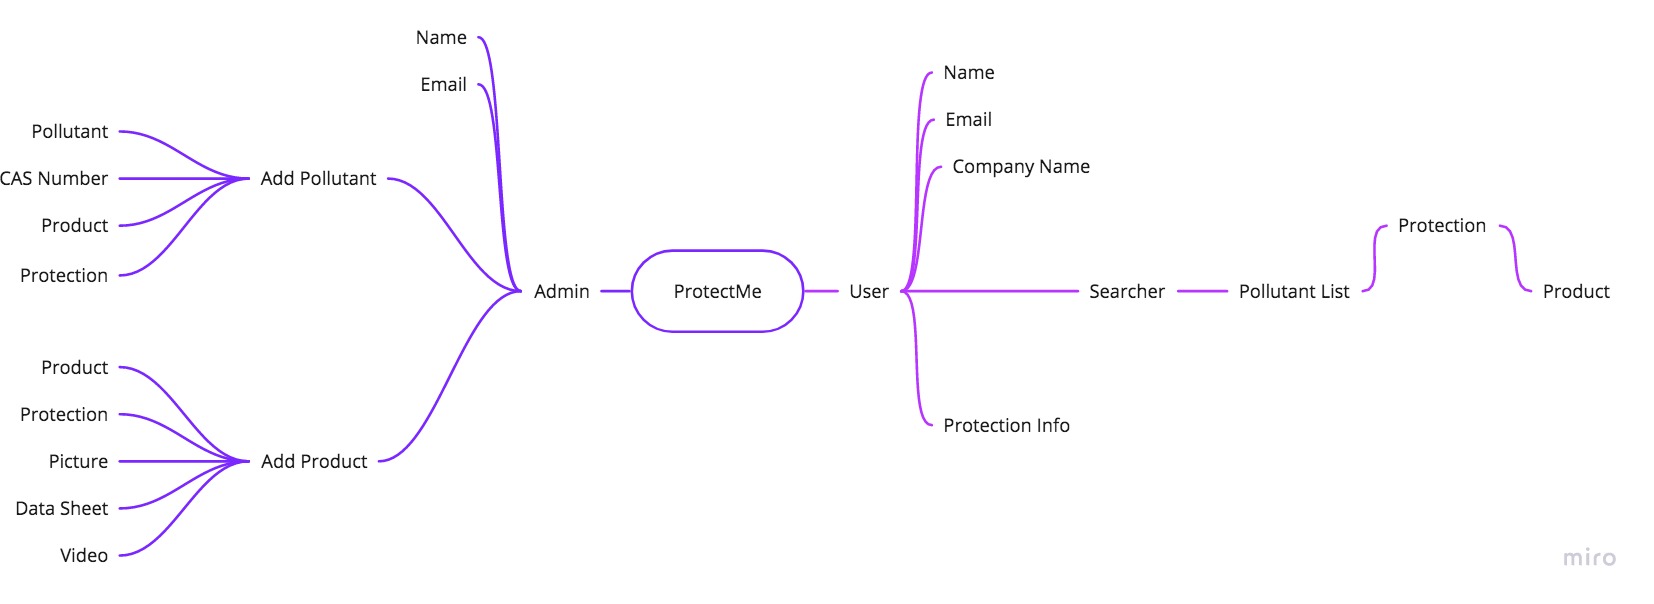 Name
Email
Pollutant
CAS Number
Product
Protection
Add Pollutant
Product
Protection
Picture
Data Sheet
Video
Add Product
Admin
ProtectMe
User
Name
Email
Company Name
Searcher
Pollutant List
Protection
Product
Protection Info
miro